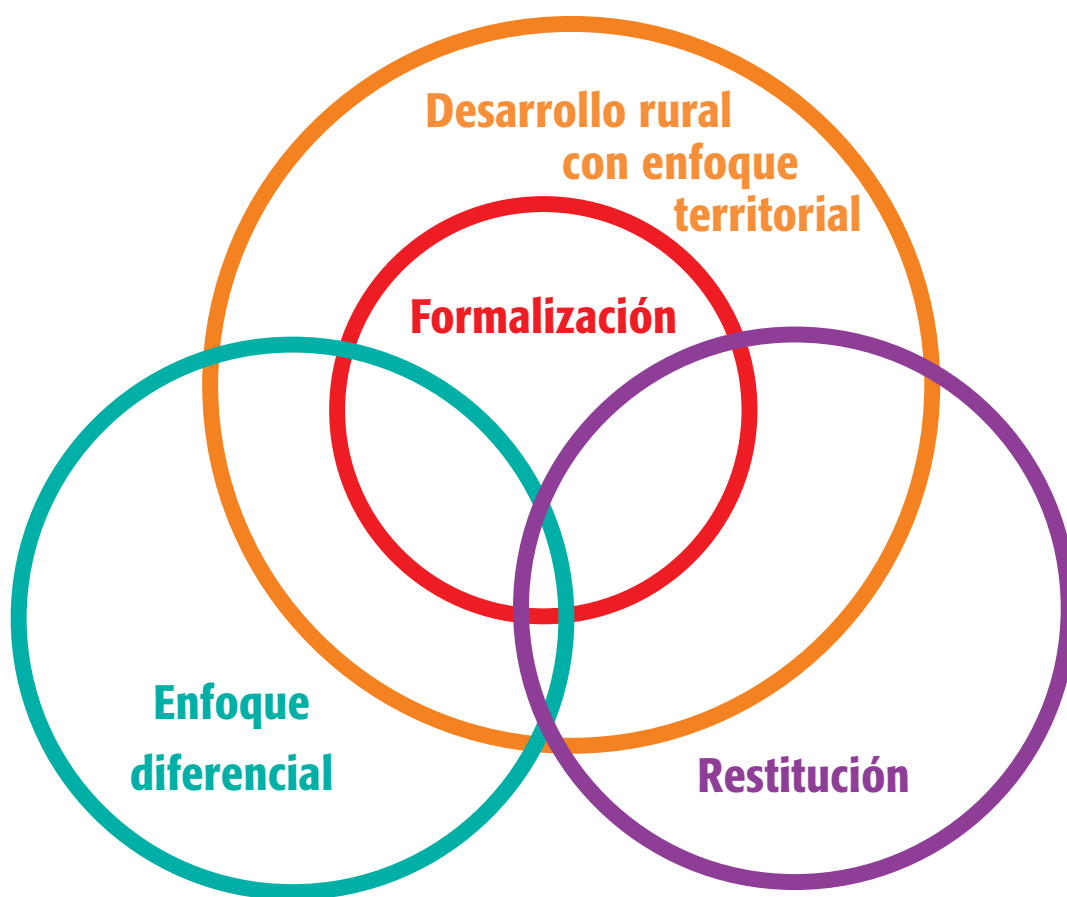 Desarrollo rural
con enfoque
territorial
Formalización
Enfoque
diferencial
Restitución